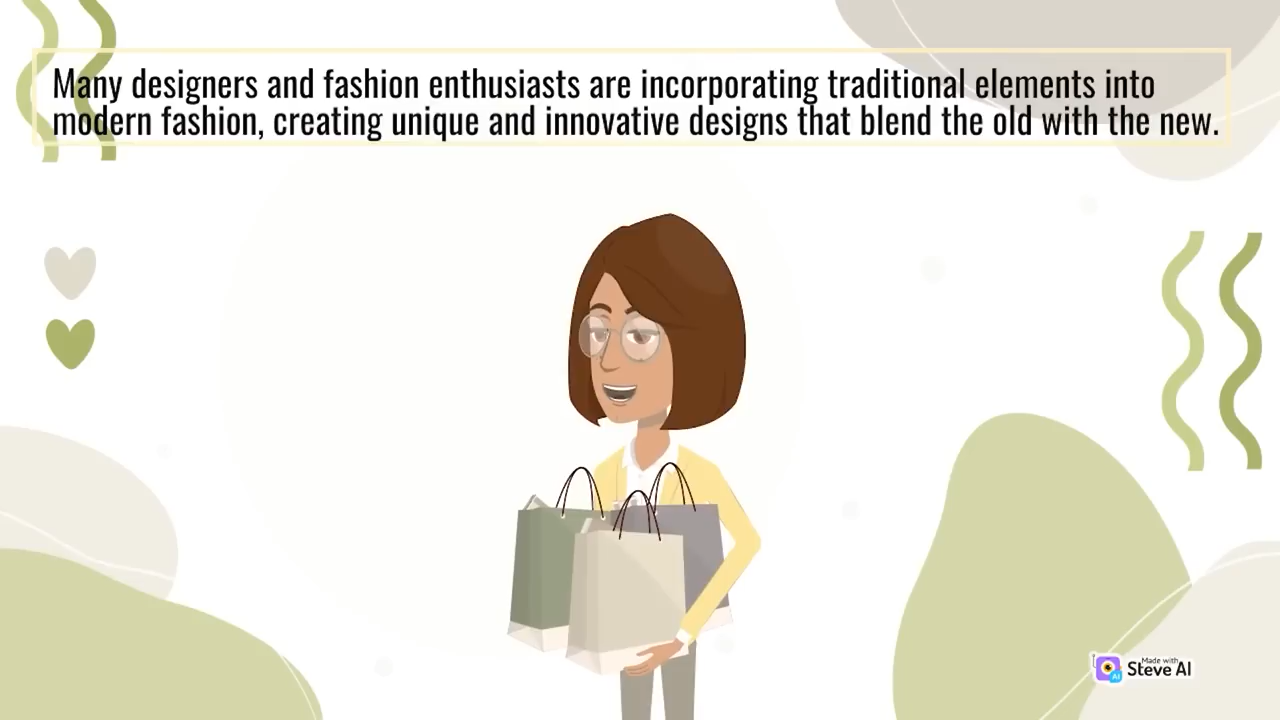 Many designers and fashion enthusiasts are incorporating traditional elements into
modern fashion, creating unique and innovative designs that blend the old with the new.
Made with
Steve AI
AI